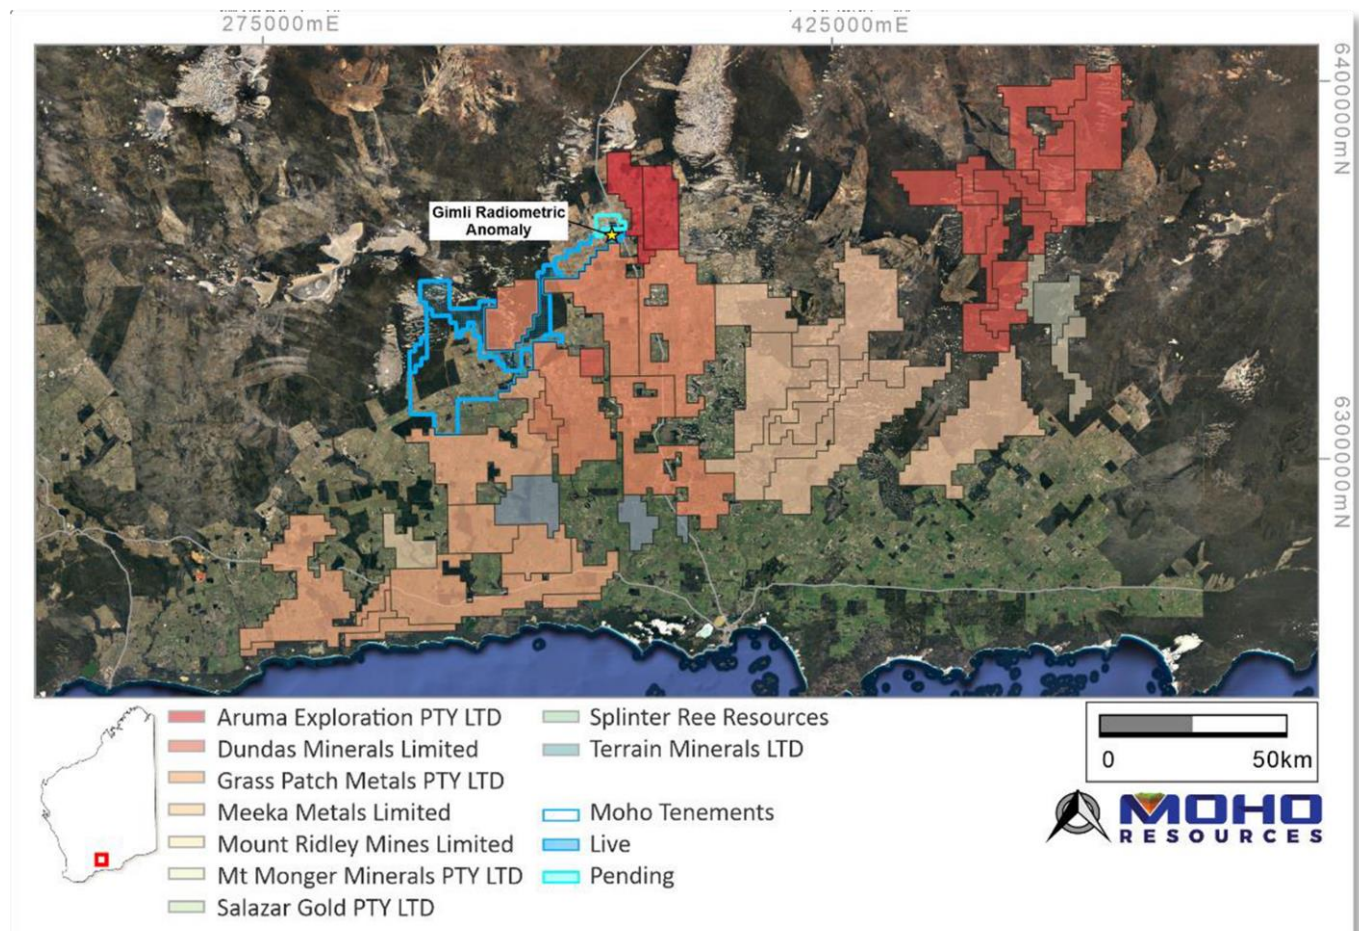 275000mE
425000mE
6400000mN
6300000mN
Gimli Radiometric
Anomaly
Aruma Exploration PTY LTD
Dundas Minerals Limited
Grass Patch Metals PTY LTD
Meeka Metals Limited
Mount Ridley Mines Limited
Mt Monger Minerals PTY LTD
Salazar Gold PTY LTD
Splinter Ree Resources
Terrain Minerals LTD
Moho Tenements
Live
Pending
0 50km
MOHO
RESOURCES